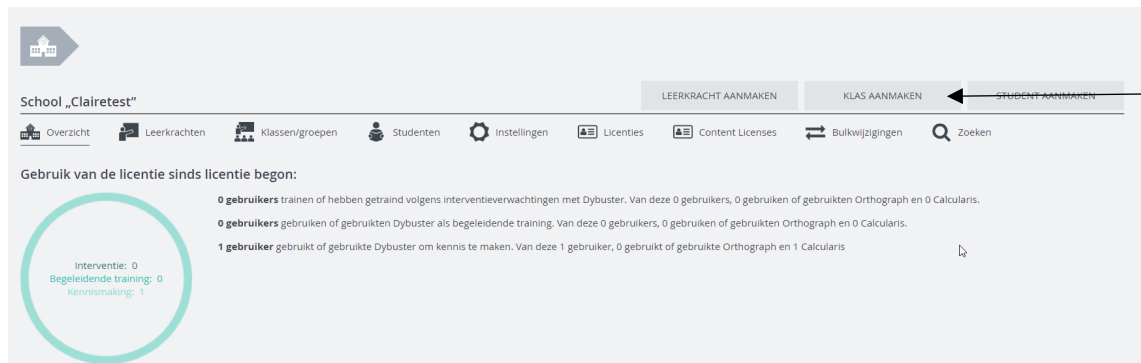 School „Clairetest”
LEERKRACHT AANMAKEN
KLAS AANMAKEN
STUDENT AANMAKEN
Overzicht
Leerkrachten
Klassen/groepen
Studenten
Instellingen
Licenties
Content Licenses
Bulkwijzigingen
Zoeken
Gebruik van de licentie sinds licentie begon:
0 gebruikers trainen of hebben getraind volgens interventieverwachtingen met Dybuster. Van deze 0 gebruikers, 0 gebruiken of gebruikten Orthograph en 0 Calcularis.
0 gebruikers gebruiken of gebruikten Dybuster als begeleidende training. Van deze 0 gebruikers, 0 gebruiken of gebruikten Orthograph en 0 Calcularis.
1 gebruiker gebruikt of gebruikte Dybuster om kennis te maken. Van deze 1 gebruiker, 0 gebruikt of gebruikte Orthograph en 1 Calcularis
Interventie: 0
Begeleidende training: 0
Kennismaking: 1